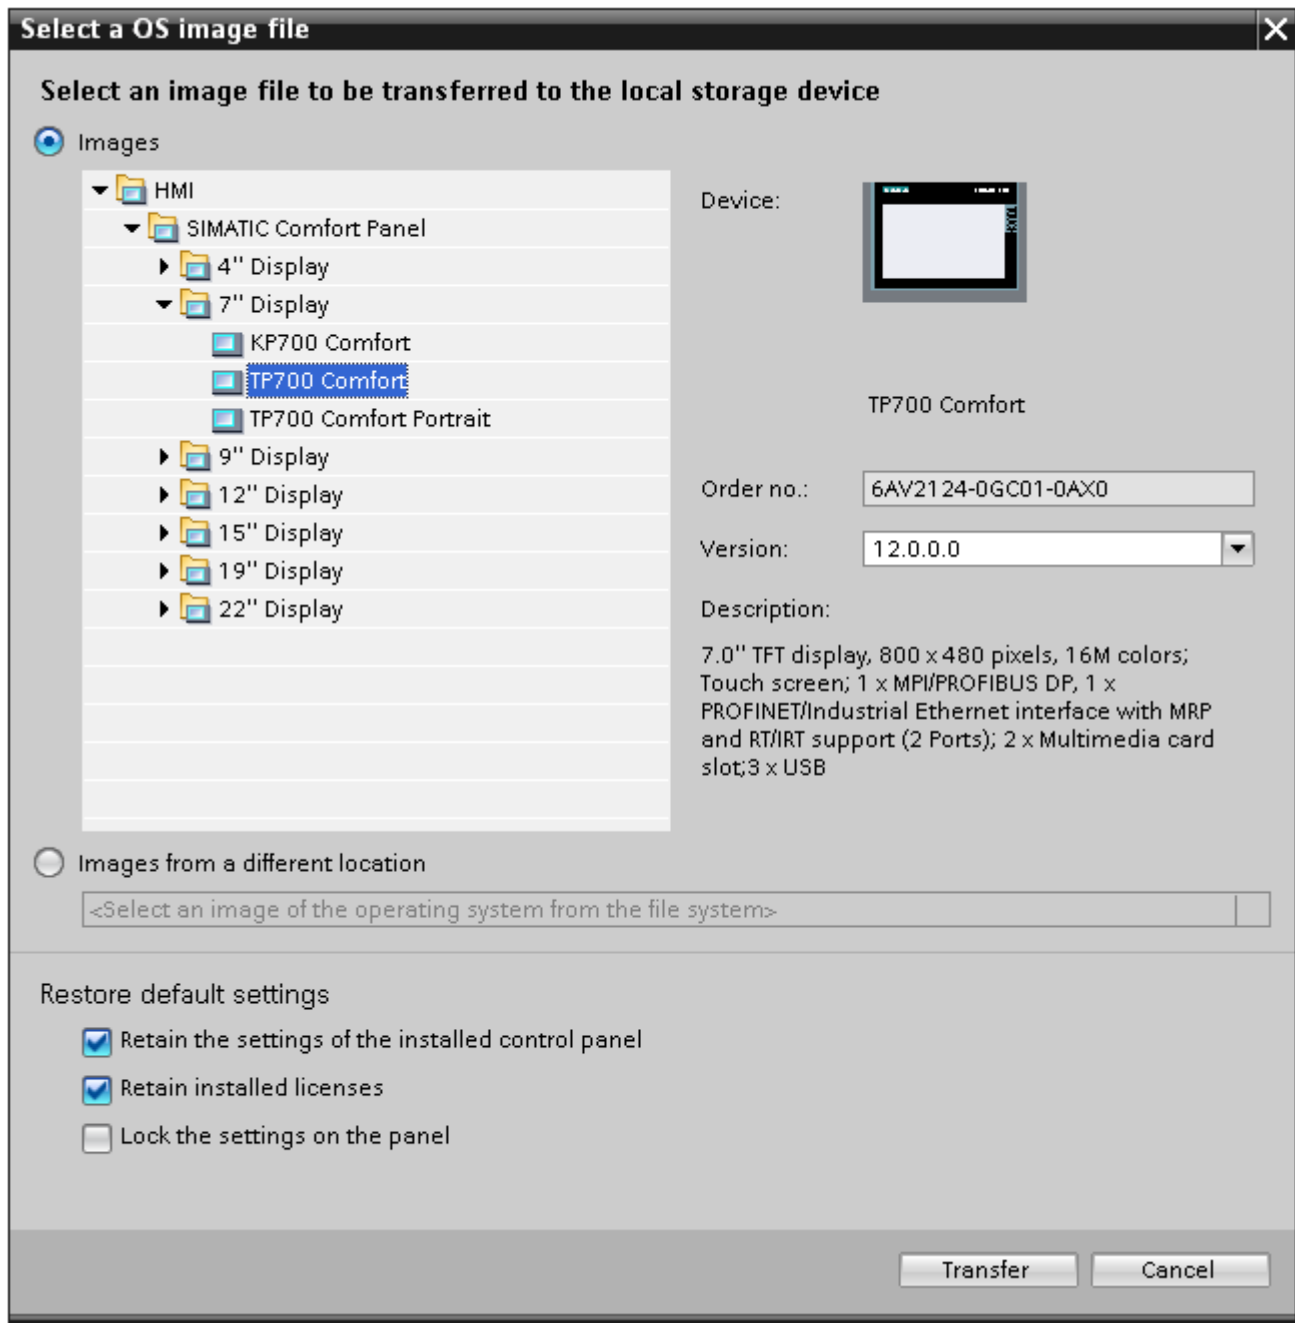 Select a OS image file
Select an image file to be transferred to the local storage device
Images
HMI
SIMATIC Comfort Panel
4'' Display
7'' Display
KP700 Comfort
TP700 Comfort
TP700 Comfort Portrait
9'' Display
12'' Display
15'' Display
19'' Display
22'' Display
Device:
TP700 Comfort
Order no.: 6AV2124-0GC01-0AX0
Version: 12.0.0.0
Description:
7.0'' TFT display, 800 x 480 pixels, 16M colors;
Touch screen; 1 x MPI/PROFIBUS DP, 1 x
PROFINET/Industrial Ethernet interface with MRP
and RT/IRT support (2 Ports); 2 x Multimedia card
slot;3 x USB
Images from a different location
<Select an image of the operating system from the file system>
Restore default settings
Retain the settings of the installed control panel
Retain installed licenses
Lock the settings on the panel
Transfer Cancel